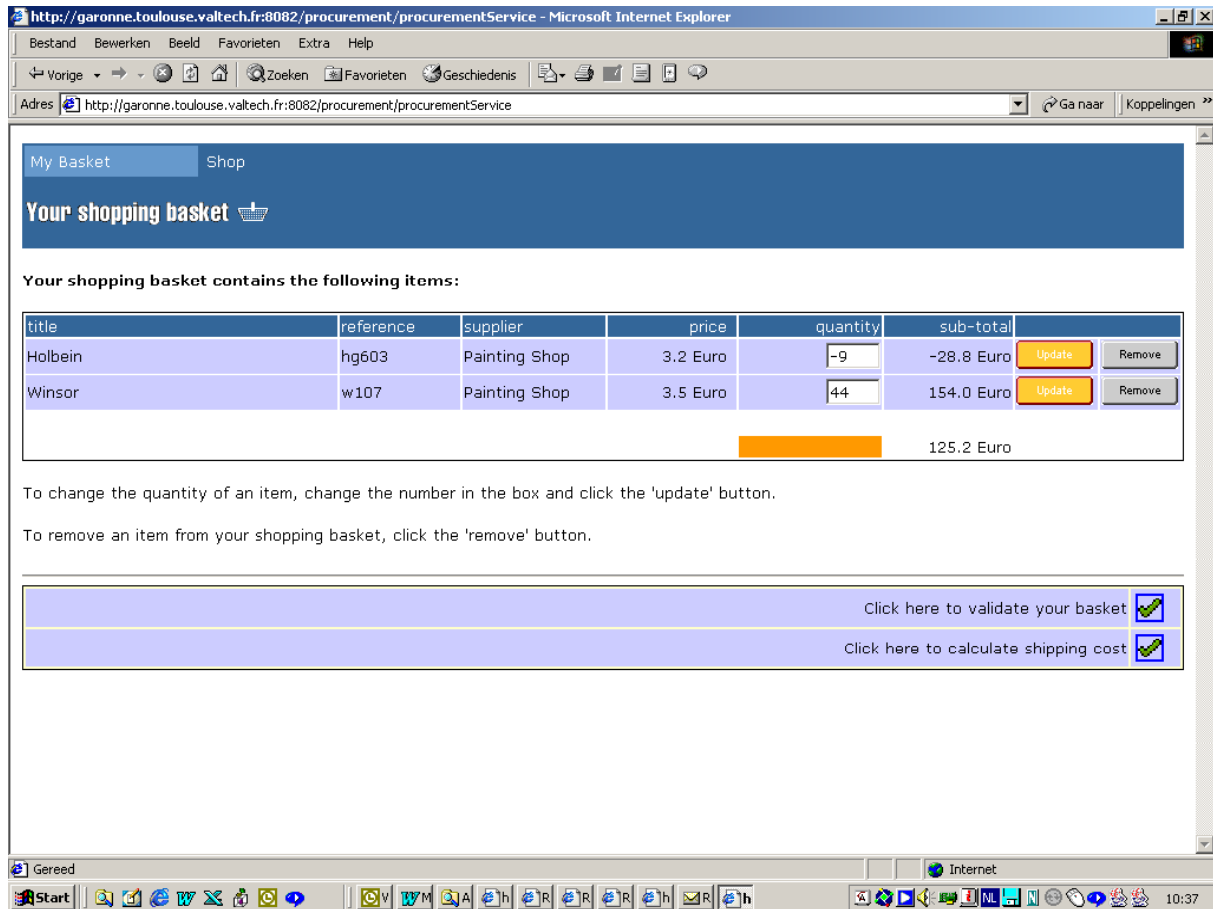 http://garonne.toulouse.valtech.fr:8082/procurement/procurementService - Microsoft Internet Explorer
Bestand Bewerken Beeld Favorieten Extra Help
Vorige Zoeken Favorieten Geschiedenis
Adres http://garonne.toulouse.valtech.fr:8082/procurement/procurementService Ga naar Koppelingen »
My Basket Shop
Your shopping basket
Your shopping basket contains the following items:
title reference supplier price quantity sub-total
Holbein hg603 Painting Shop 3.2 Euro -9 -28.8 Euro Update Remove
Winsor w107 Painting Shop 3.5 Euro 44 154.0 Euro Update Remove
125.2 Euro
To change the quantity of an item, change the number in the box and click the 'update' button.
To remove an item from your shopping basket, click the 'remove' button.
Click here to validate your basket
Click here to calculate shipping cost
Gereed Internet
Start V M A h R R R h R h NL 10:37